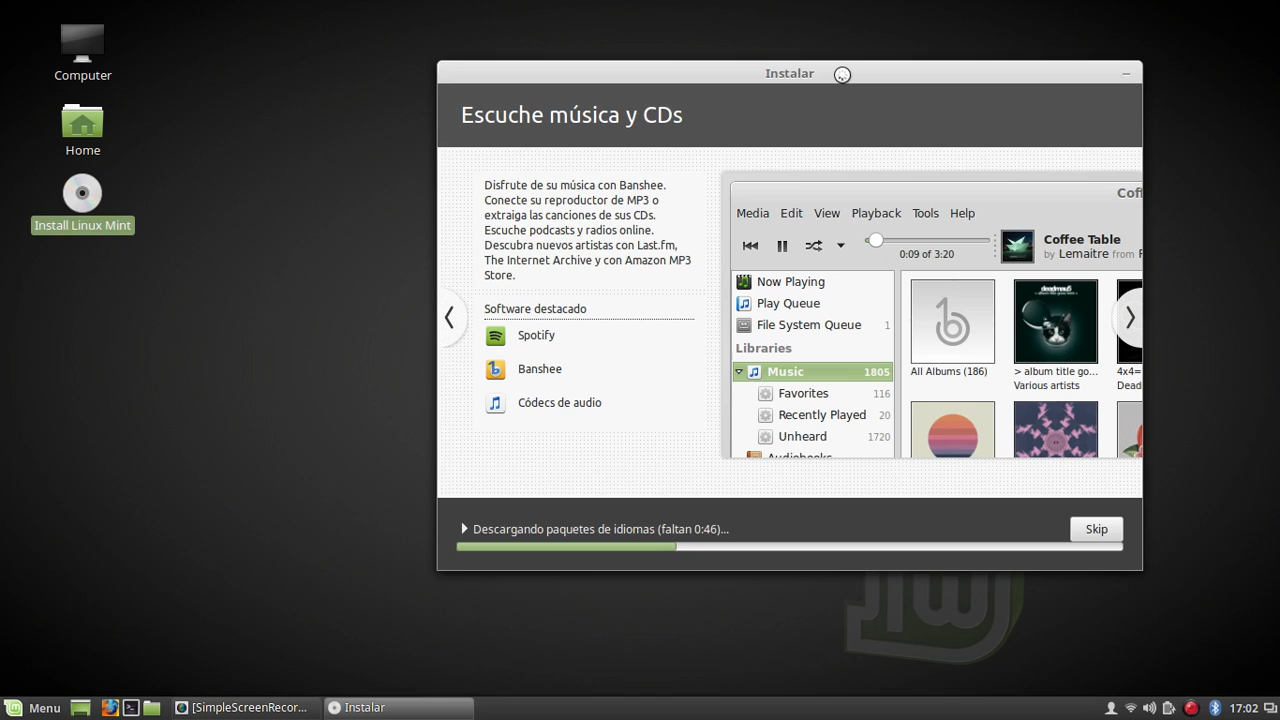 Computer
Home
Install Linux Mint
Instalar
Escuche música y CDs
Disfrute de su música con Banshee.
Conecte su reproductor de MP3 o
extraiga las canciones de sus CDs.
Escuche podcasts y radios online.
Descubra nuevos artistas con Last.fm,
The Internet Archive y con Amazon MP3
Store.
Software destacado
Spotify
Banshee
Códecs de audio
Media Edit View Playback Tools Help
0:09 of 3:20
Coffee Table
by Lemaitre from
Now Playing
Play Queue
File System Queue 1
Libraries
Music 1805
Favorites 116
Recently Played 20
Unheard 1720
Audiobooks
All Albums (186)
deadmau5
> album title go...
Various artists
4x4=
Dead
Descargando paquetes de idiomas (faltan 0:46)...
Skip
Menu
[SimpleScreenRecor...
Instalar
17:02